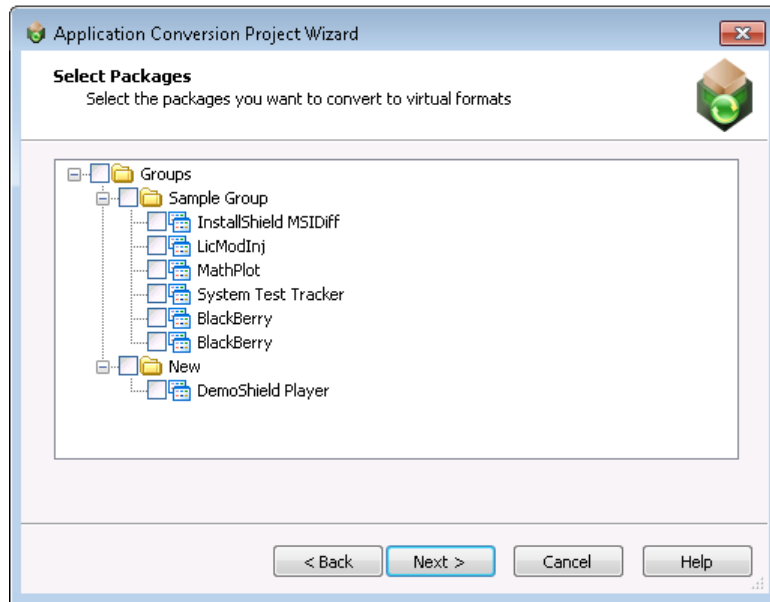 Application Conversion Project Wizard
Select Packages
Select the packages you want to convert to virtual formats
Groups
Sample Group
InstallShield MSIDiff
LicModInj
MathPlot
System Test Tracker
BlackBerry
BlackBerry
New
DemoShield Player
< Back Next > Cancel Help